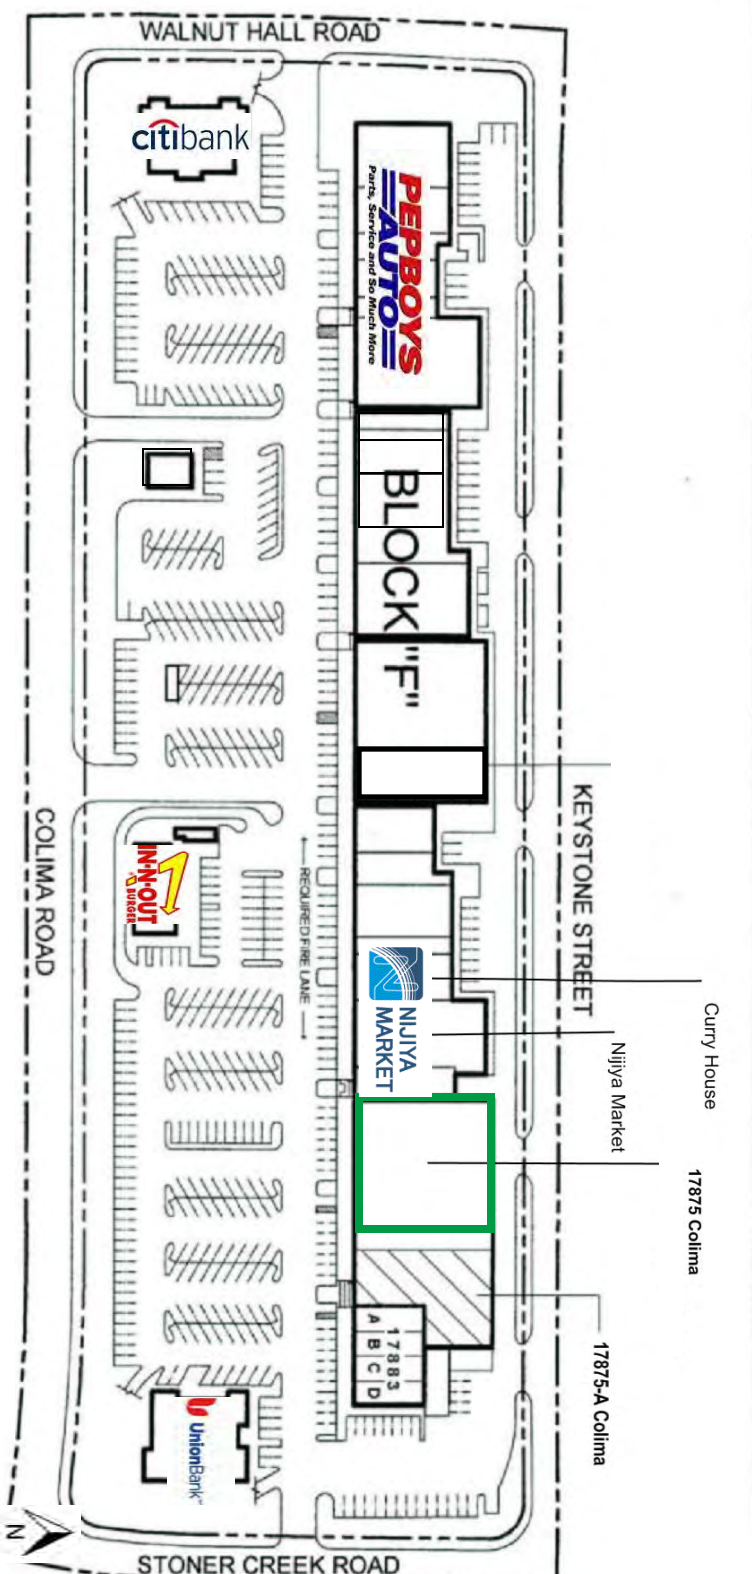 WALNUT HALL ROAD
citibank
PEPBOYS
AUTO
Parts, Service and So Much More
BLOCK "F"
KEYSTONE STREET
COLIMA ROAD
IN-N-OUT
BURGER
REQUIRED FIRE LANE
NIJIYA
MARKET
Curry House
Nijiya Market
17875 Colima
17875-A Colima
17883
A B C D
UnionBank
N
STONER CREEK ROAD